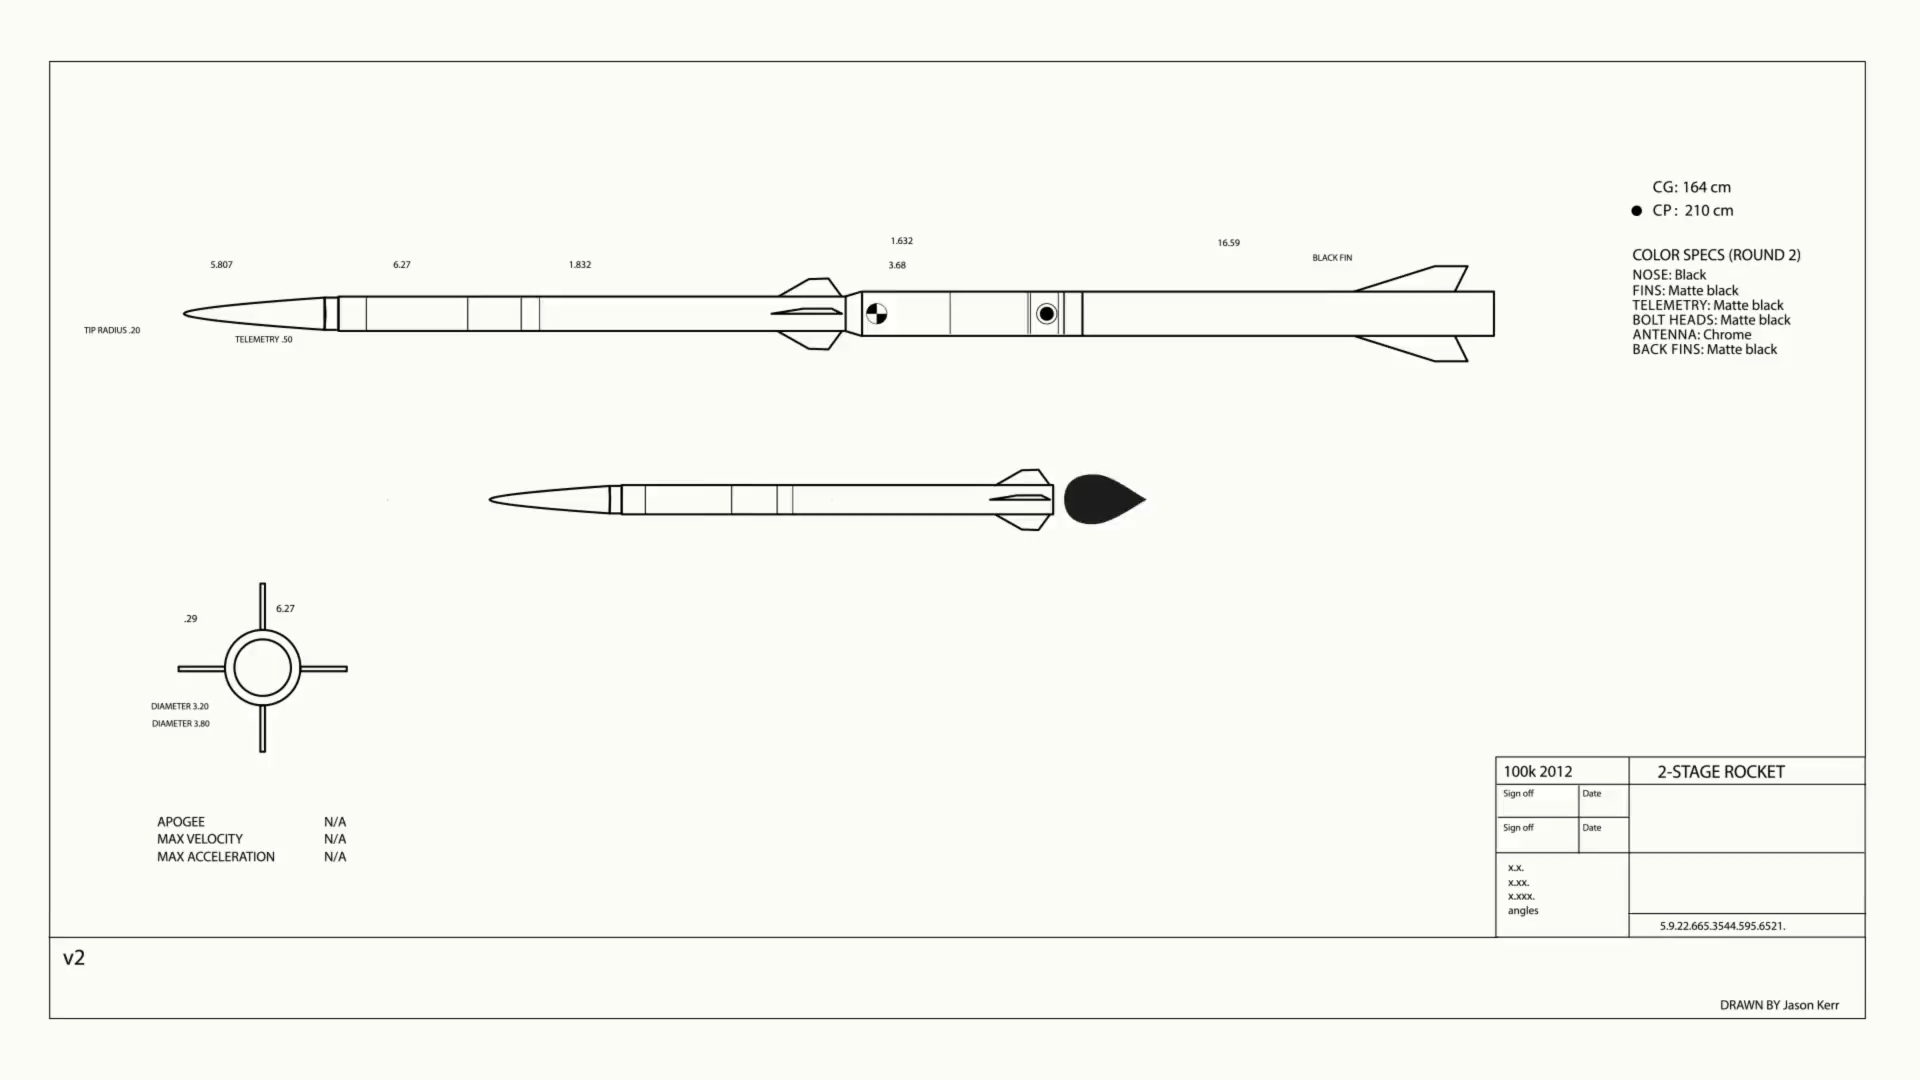 CG: 164 cm
CP: 210 cm
COLOR SPECS (ROUND 2)
NOSE: Black
FINS: Matte black
TELEMETRY: Matte black
BOLT HEADS: Matte black
ANTENNA: Chrome
BACK FINS: Matte black
1.632
16.59
5.807
6.27
1.832
3.68
BLACK FIN
TIP RADIUS .20
TELEMETRY .50
.29
6.27
DIAMETER 3.20
DIAMETER 3.80
APOGEE N/A
MAX VELOCITY N/A
MAX ACCELERATION N/A
100k 2012
2-STAGE ROCKET
Sign off Date
Sign off Date
x.x.
x.xx.
x.xxx.
angles
5.9.22.665.3544.595.6521.
v2
DRAWN BY Jason Kerr